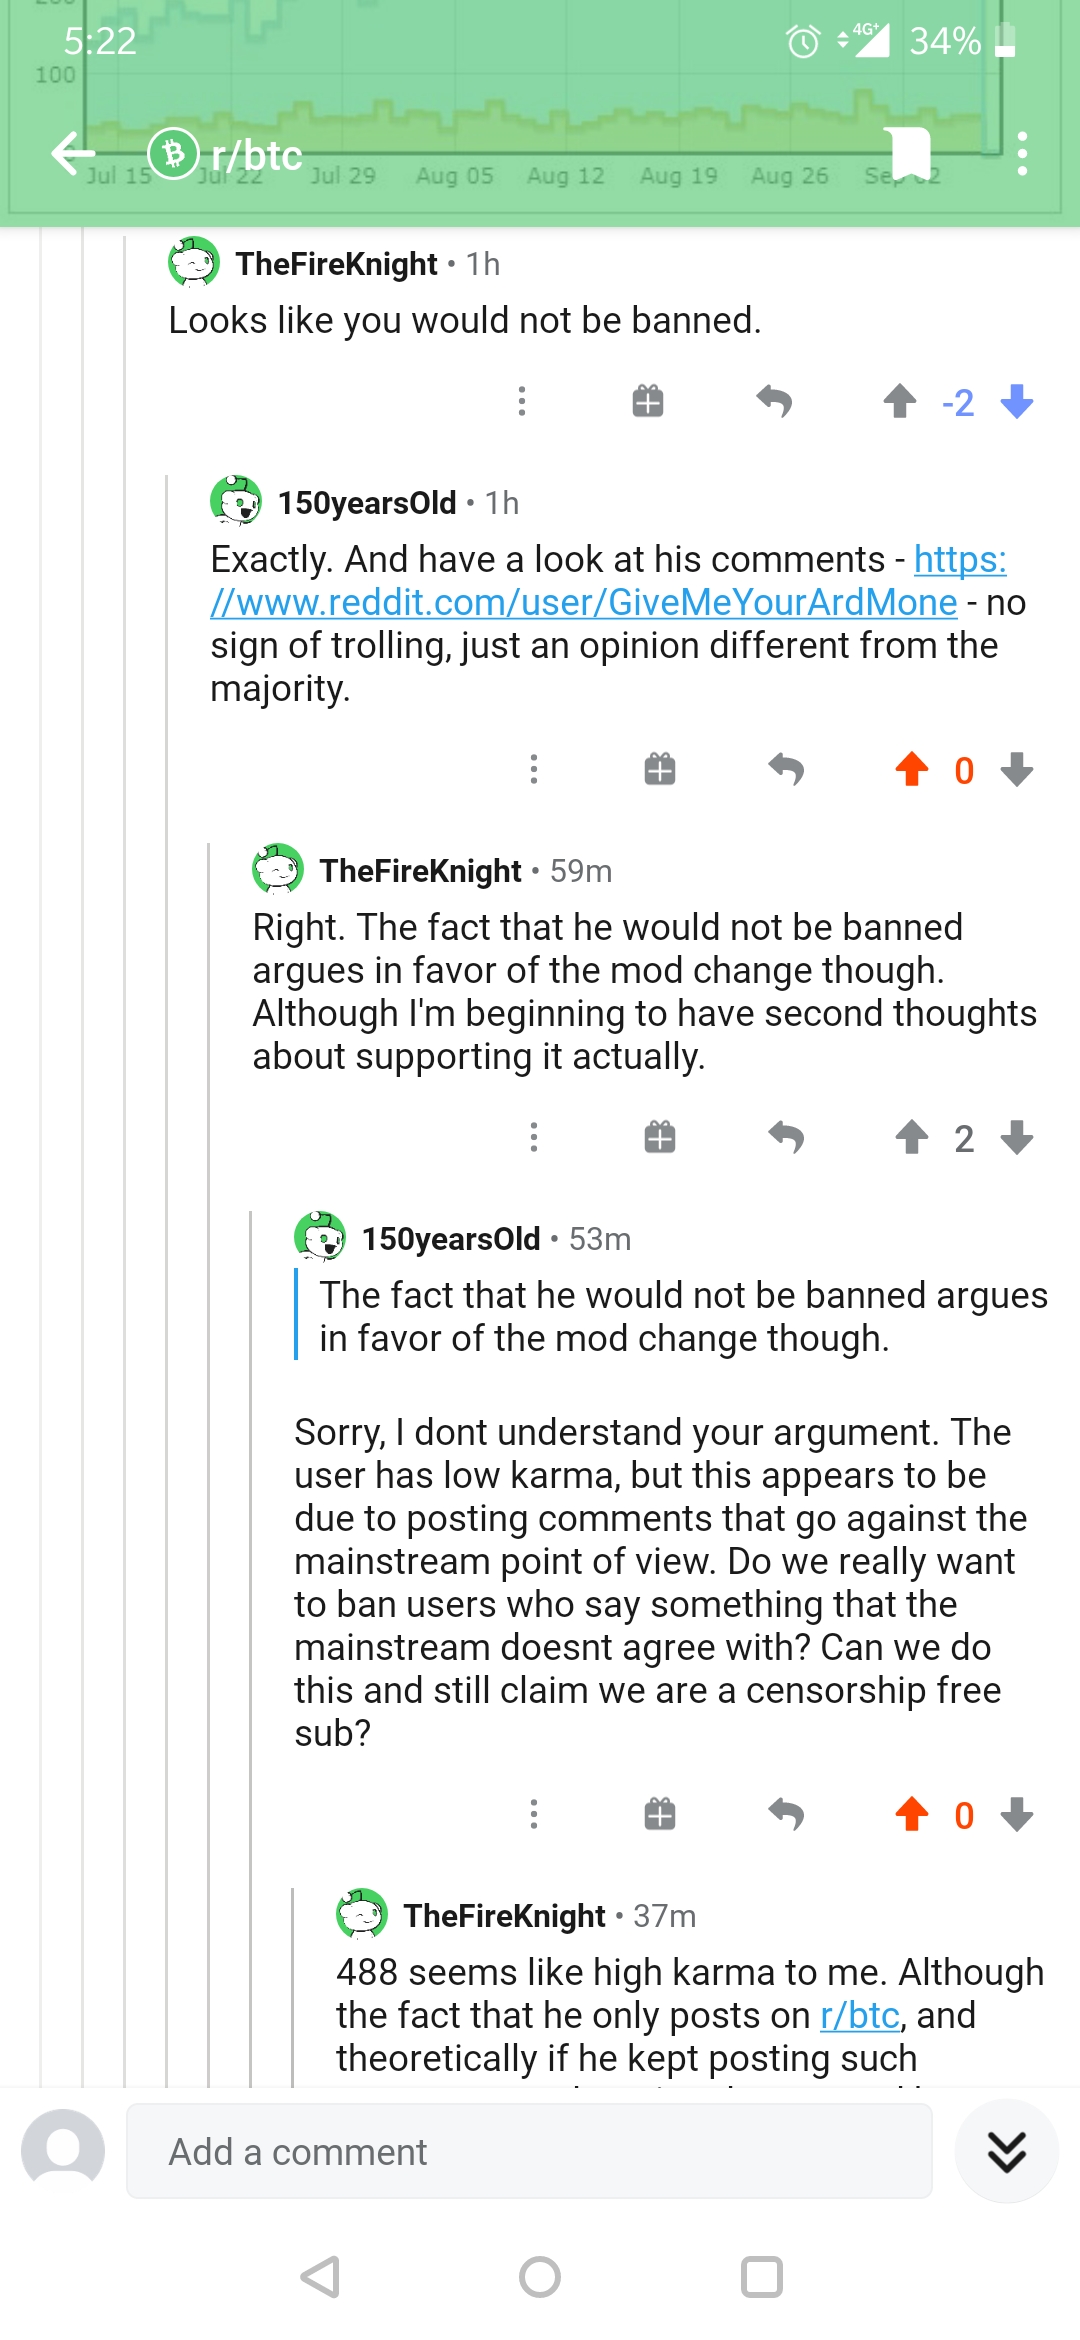 200
5:22
4G+
34%
100
r/btc
Jul 15 Jul 22 Jul 29 Aug 05 Aug 12 Aug 19 Aug 26 Sep 02
TheFireKnight • 1h
Looks like you would not be banned.
-2
150yearsOld • 1h
Exactly. And have a look at his comments - https:
//www.reddit.com/user/GiveMeYourArdMone - no
sign of trolling, just an opinion different from the
majority.
0
TheFireKnight • 59m
Right. The fact that he would not be banned
argues in favor of the mod change though.
Although I'm beginning to have second thoughts
about supporting it actually.
2
150yearsOld • 53m
The fact that he would not be banned argues
in favor of the mod change though.
Sorry, I dont understand your argument. The
user has low karma, but this appears to be
due to posting comments that go against the
mainstream point of view. Do we really want
to ban users who say something that the
mainstream doesnt agree with? Can we do
this and still claim we are a censorship free
sub?
0
TheFireKnight • 37m
488 seems like high karma to me. Although
the fact that he only posts on r/btc, and
theoretically if he kept posting such
Add a comment